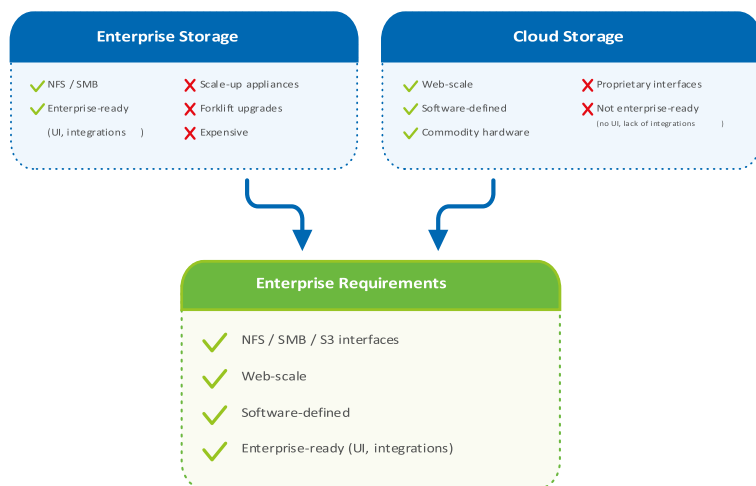 Enterprise Storage
NFS / SMB
Enterprise-ready
(UI, integrations )
Scale-up appliances
Forklift upgrades
Expensive
Cloud Storage
Web-scale
Software-defined
Commodity hardware
Proprietary interfaces
Not enterprise-ready
(no UI, lack of integrations )
Enterprise Requirements
NFS / SMB / S3 interfaces
Web-scale
Software-defined
Enterprise-ready (UI, integrations)